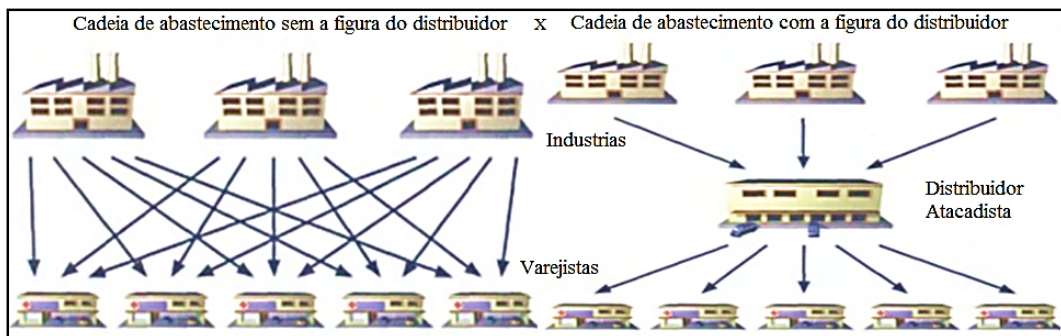 Cadeia de abastecimento sem a figura do distribuidor x Cadeia de abastecimento com a figura do distribuidor
Industrias
Distribuidor
Atacadista
Varejistas